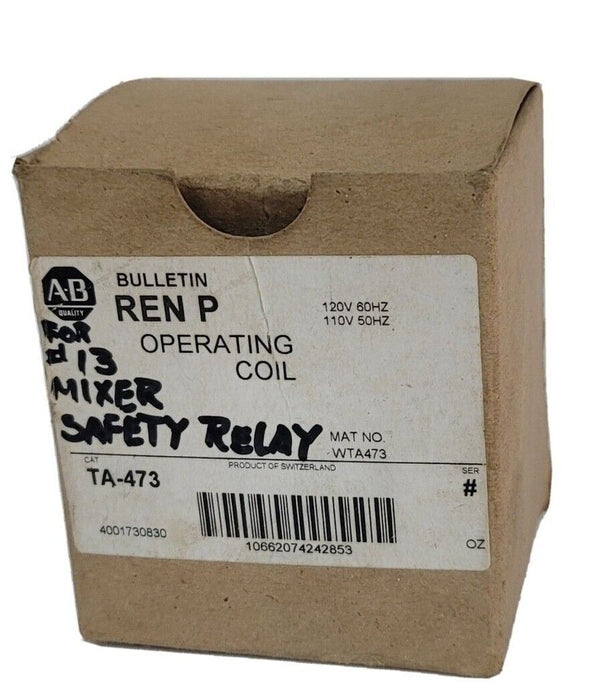 A-B
QUALITY
BULLETIN
REN P
120V 60HZ
110V 50HZ
OPERATING
COIL
FOR
# 13
MIXER
SAFETY RELAY
MAT NO.
WTA473
CAT
PRODUCT OF SWITZERLAND
SER
TA-473
#
4001730830
10662074242853
OZ